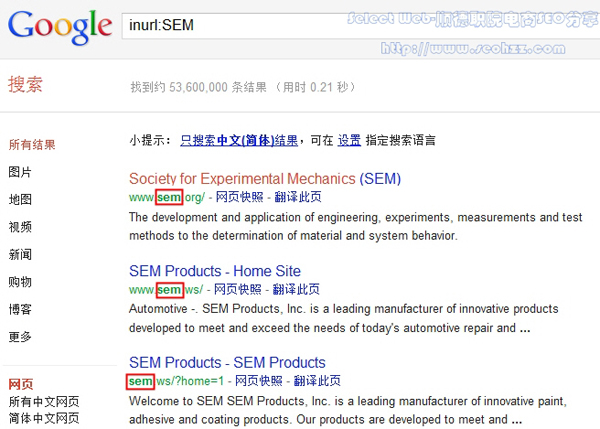 Google
inurl:SEM
Select Web-顺德职院电商SEO分享
http://www.seohzz.com
搜索
找到约 53,600,000 条结果 （用时 0.21 秒）
所有结果
图片
地图
视频
新闻
购物
博客
更多
网页
所有中文网页
简体中文网页
小提示： 只搜索中文(简体)结果，可在 设置 指定搜索语言
Society for Experimental Mechanics (SEM)
www.sem.org/ - 网页快照 - 翻译此页
The development and application of engineering, experiments, measurements and test
methods to the determination of material and system behavior.
SEM Products - Home Site
www.sem.ws/ - 网页快照 - 翻译此页
Automotive -. SEM Products, Inc. is a leading manufacturer of innovative products
developed to meet and exceed the needs of today's automotive repair and ...
SEM Products - SEM Products
sem.ws/?home=1 - 网页快照 - 翻译此页
Welcome to SEM SEM Products, Inc. is a leading manufacturer of innovative paint,
adhesive and coating products. Our products are developed to meet and ...